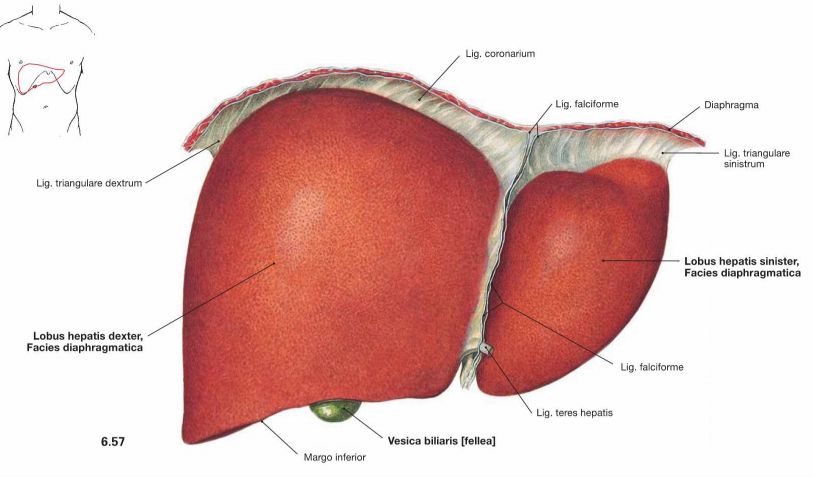 Lig. coronarium
Lig. falciforme
Diaphragma
Lig. triangulare
sinistrum
Lig. triangulare dextrum
Lobus hepatis sinister,
Facies diaphragmatica
Lobus hepatis dexter,
Facies diaphragmatica
Lig. falciforme
Lig. teres hepatis
6.57
Vesica biliaris [fellea]
Margo inferior